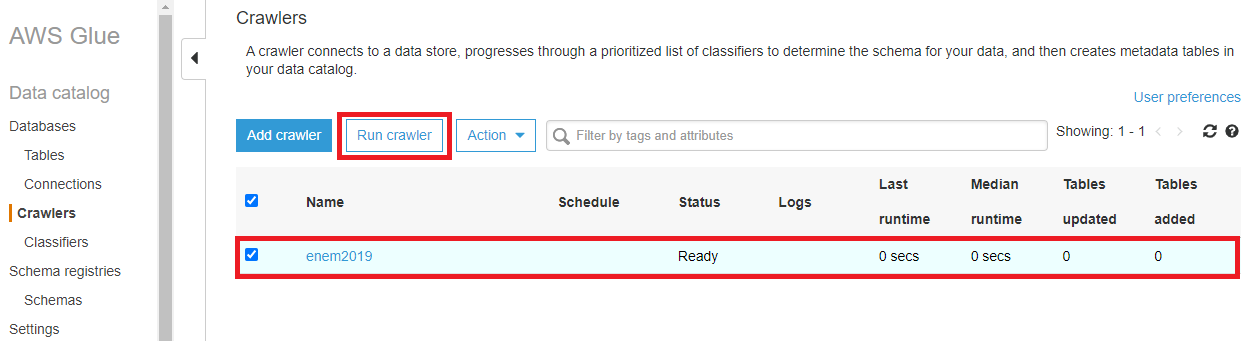 AWS Glue
Data catalog
Databases
Tables
Connections
Crawlers
Classifiers
Schema registries
Schemas
Settings
Crawlers
A crawler connects to a data store, progresses through a prioritized list of classifiers to determine the schema for your data, and then creates metadata tables in
your data catalog.
User preferences
Add crawler Run crawler Action Filter by tags and attributes Showing: 1 - 1
Name Schedule Status Logs Last runtime Median runtime Tables updated Tables added
enem2019 Ready 0 secs 0 secs 0 0